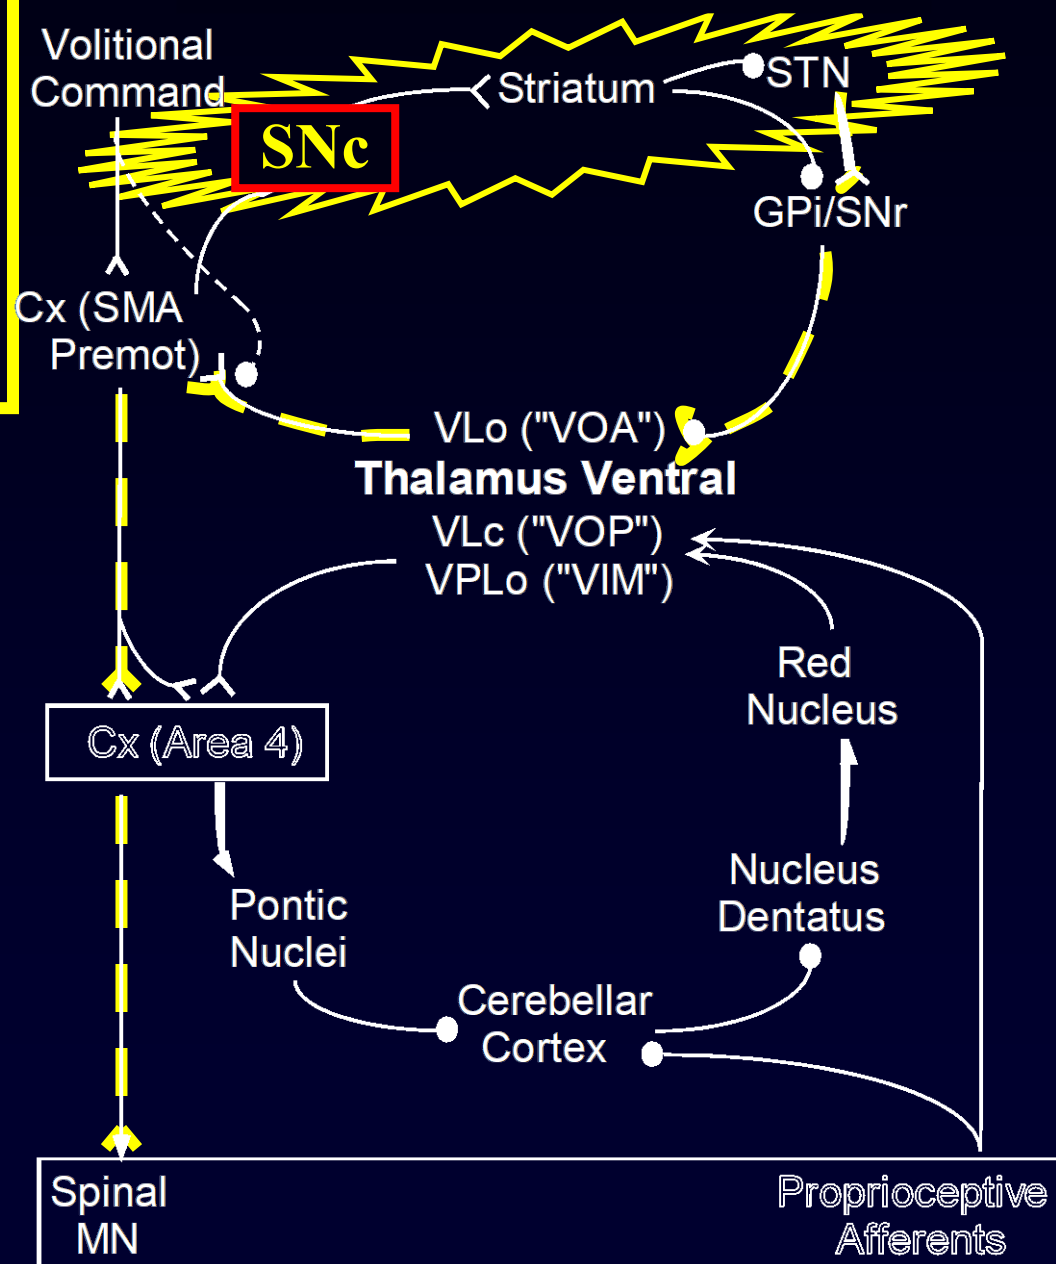 Volitional
Command
SNc
Striatum
STN
GPi/SNr
Cx (SMA
Premot)
VLo ("VOA")
Thalamus Ventral
VLc ("VOP")
VPLo ("VIM")
Red
Nucleus
Cx (Area 4)
Nucleus
Dentatus
Pontic
Nuclei
Cerebellar
Cortex
Spinal
MN
Proprioceptive
Afferents